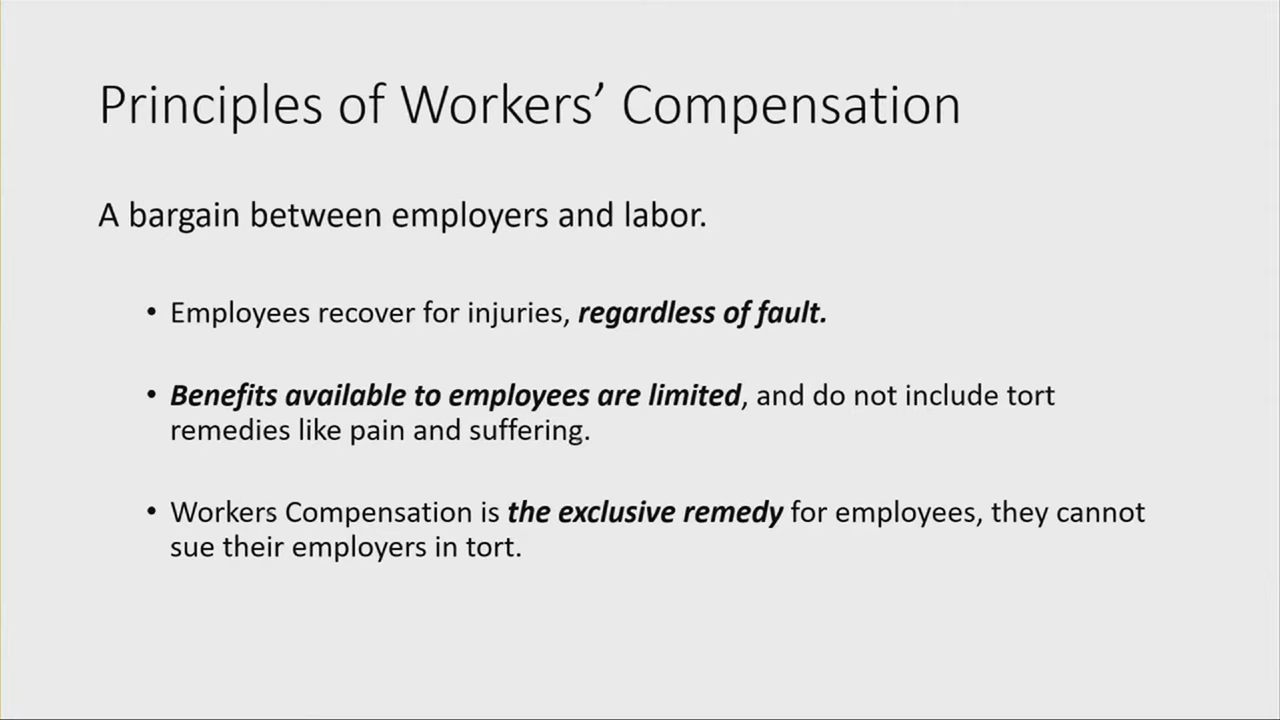 Principles of Workers’ Compensation
A bargain between employers and labor.
• Employees recover for injuries, regardless of fault.
• Benefits available to employees are limited, and do not include tort
remedies like pain and suffering.
• Workers Compensation is the exclusive remedy for employees, they cannot
sue their employers in tort.